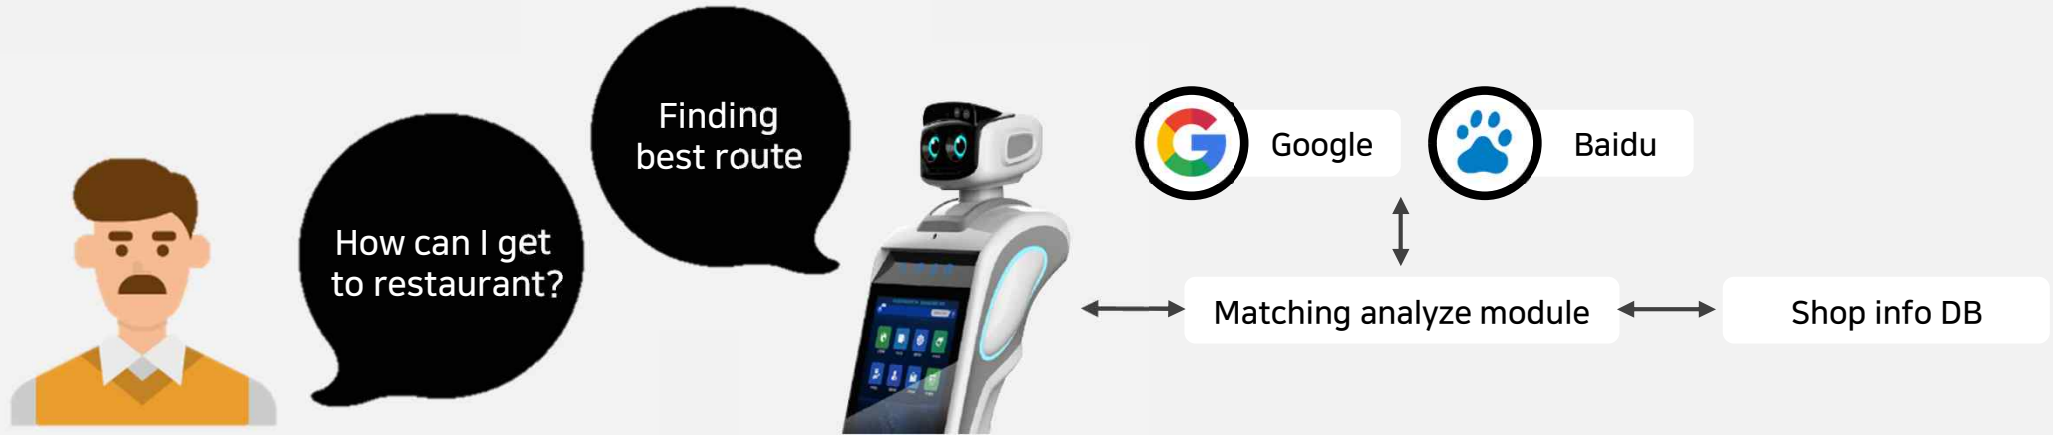 How can I get
to restaurant?
Finding
best route
Google
Baidu
Matching analyze module
Shop info DB